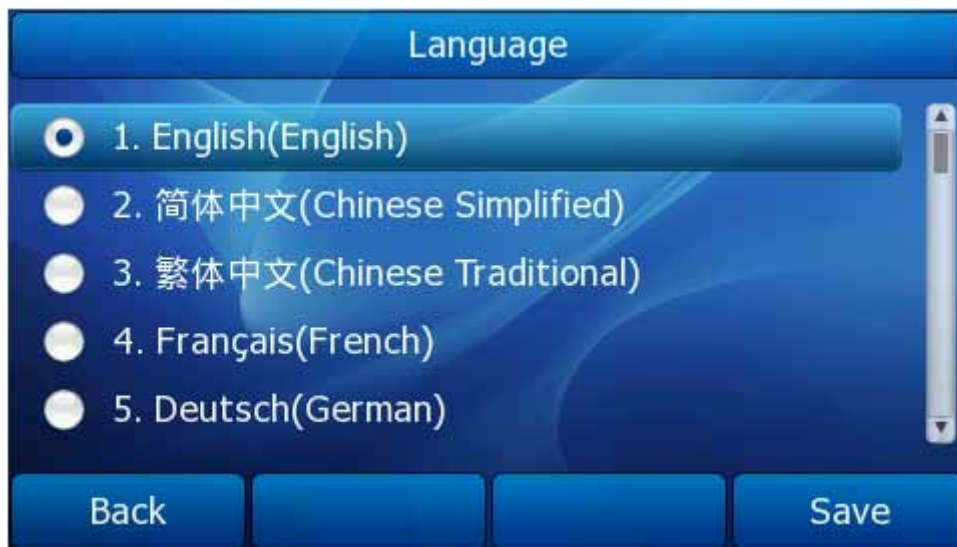 Language
1. English(English)
2. 简体中文(Chinese Simplified)
3. 繁体中文(Chinese Traditional)
4. Français(French)
5. Deutsch(German)
Back Save